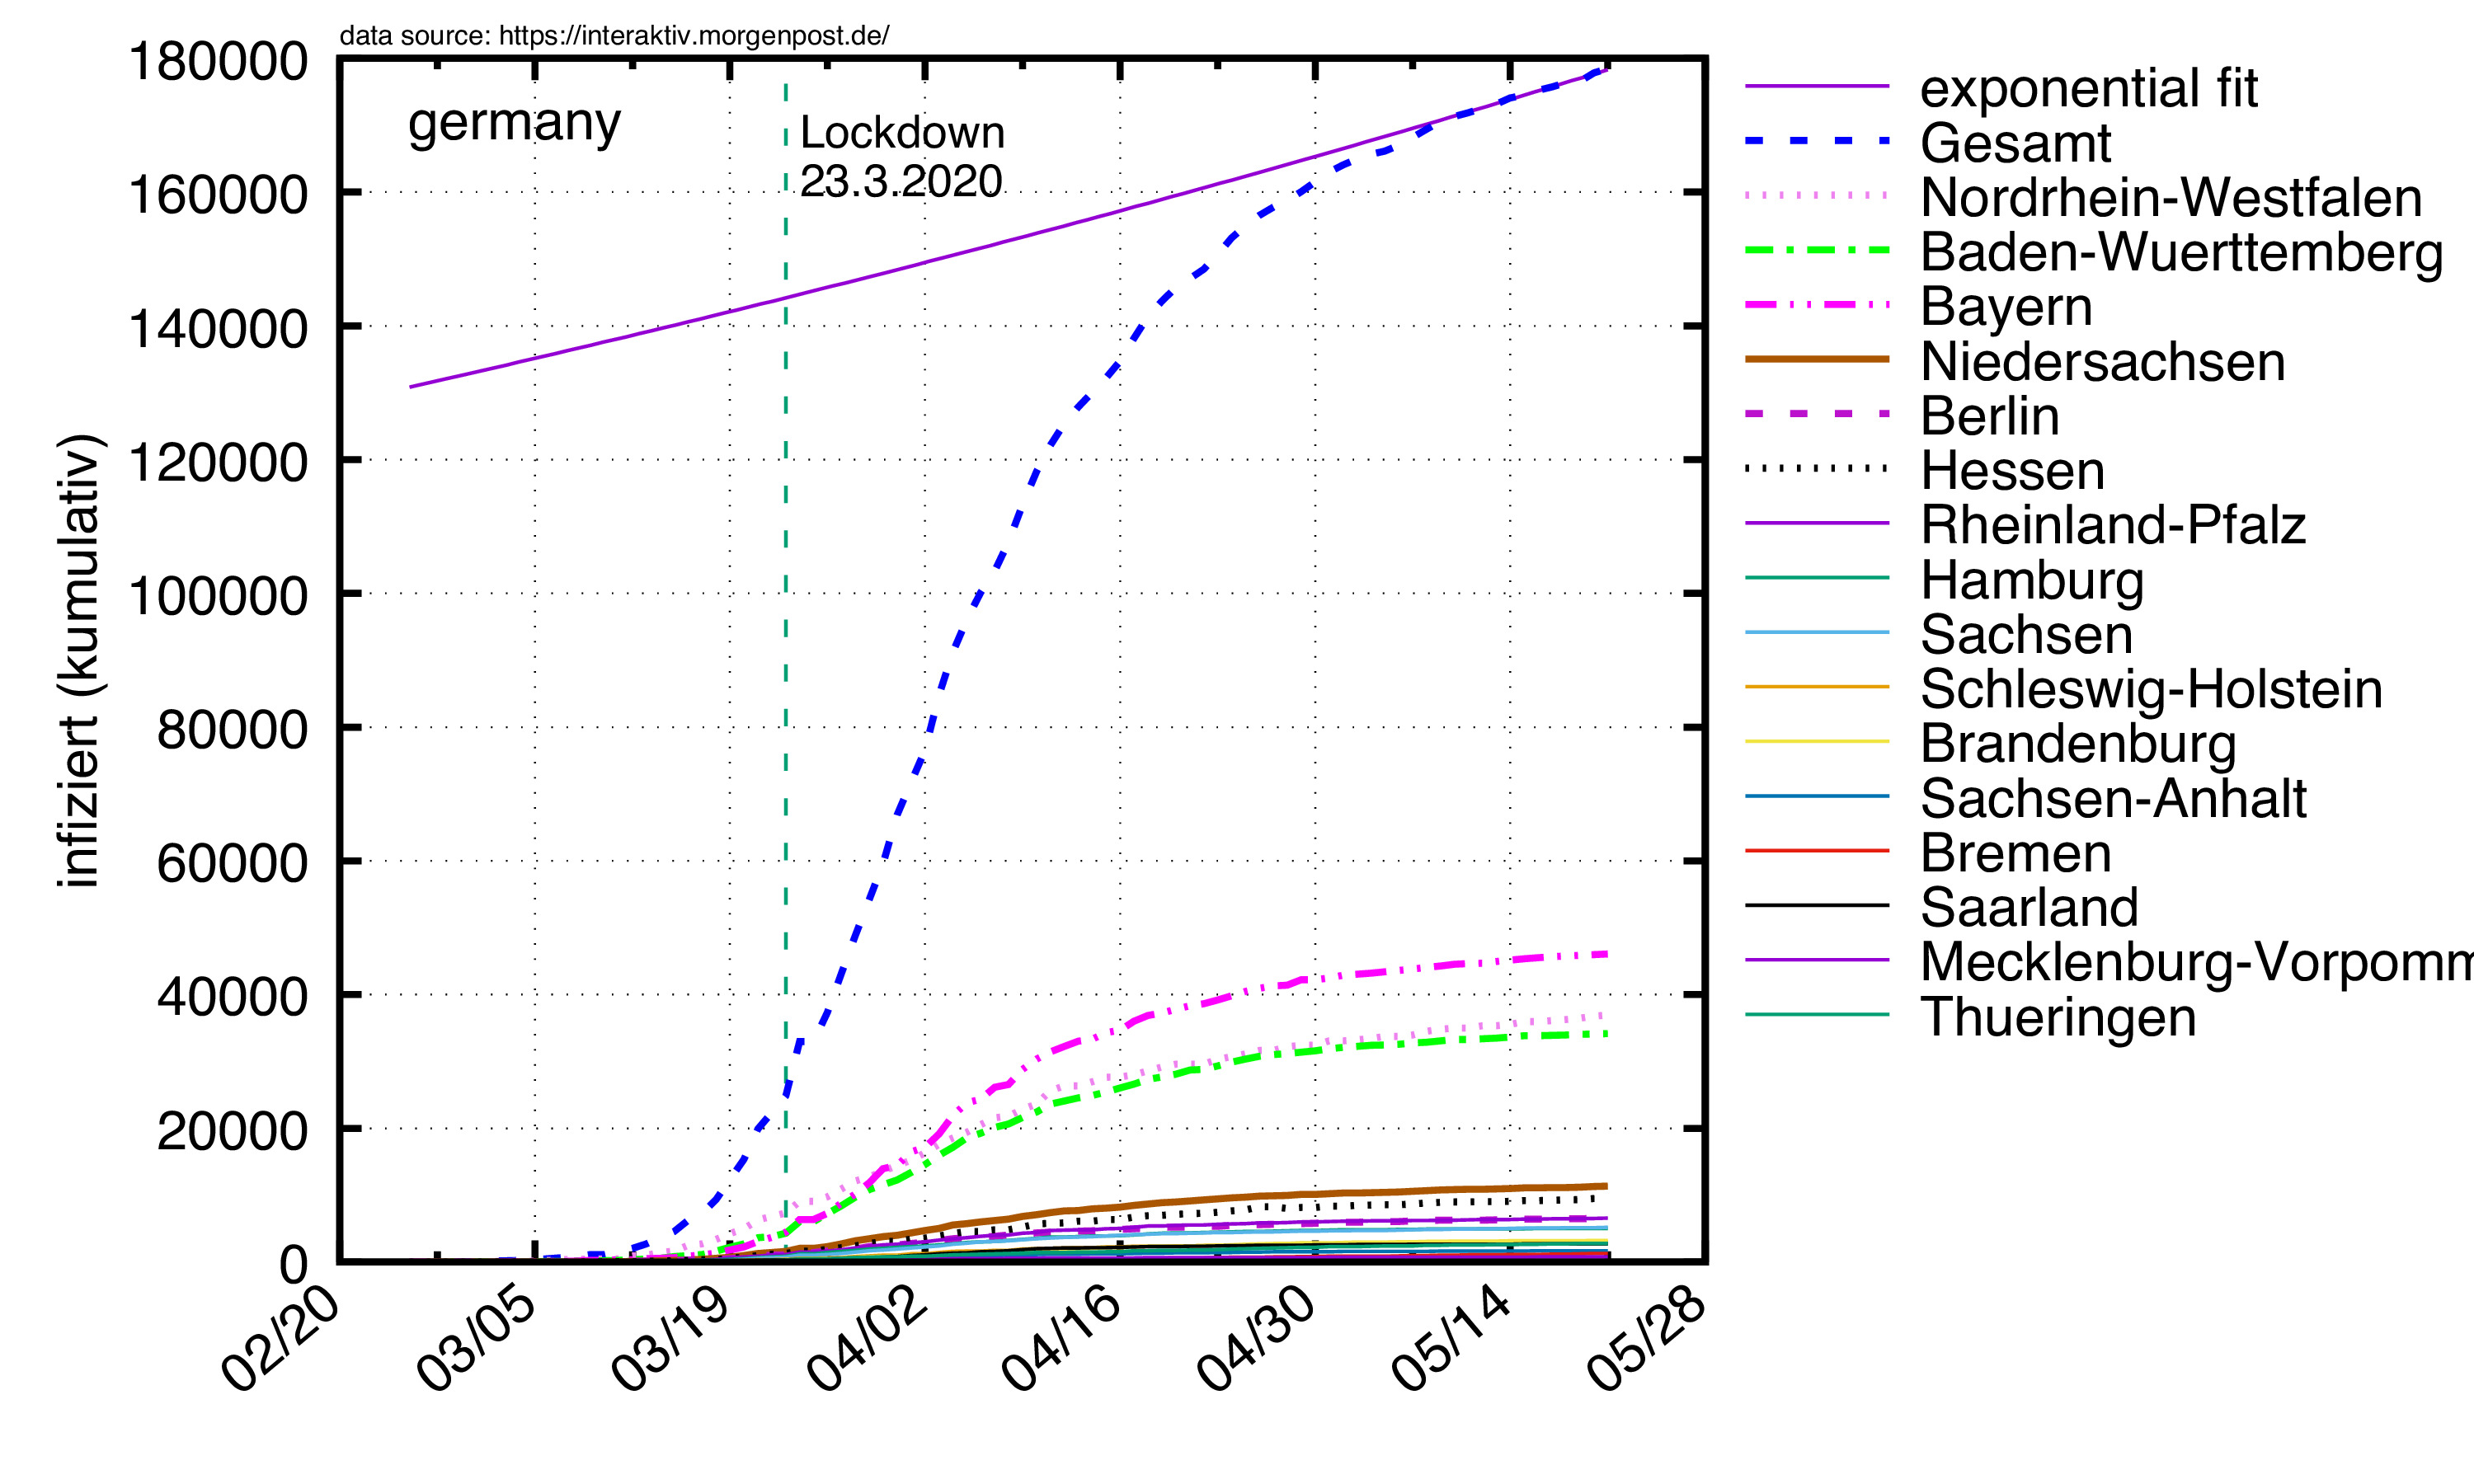 data source: https://interaktiv.morgenpost.de/
180000
160000
140000
120000
100000
80000
60000
40000
20000
0
infiziert (kumulativ)
germany
Lockdown
23.3.2020
02/20
03/05
03/19
04/02
04/16
04/30
05/14
05/28
exponential fit
Gesamt
Nordrhein-Westfalen
Baden-Wuerttemberg
Bayern
Niedersachsen
Berlin
Hessen
Rheinland-Pfalz
Hamburg
Sachsen
Schleswig-Holstein
Brandenburg
Sachsen-Anhalt
Bremen
Saarland
Mecklenburg-Vorpomm
Thueringen